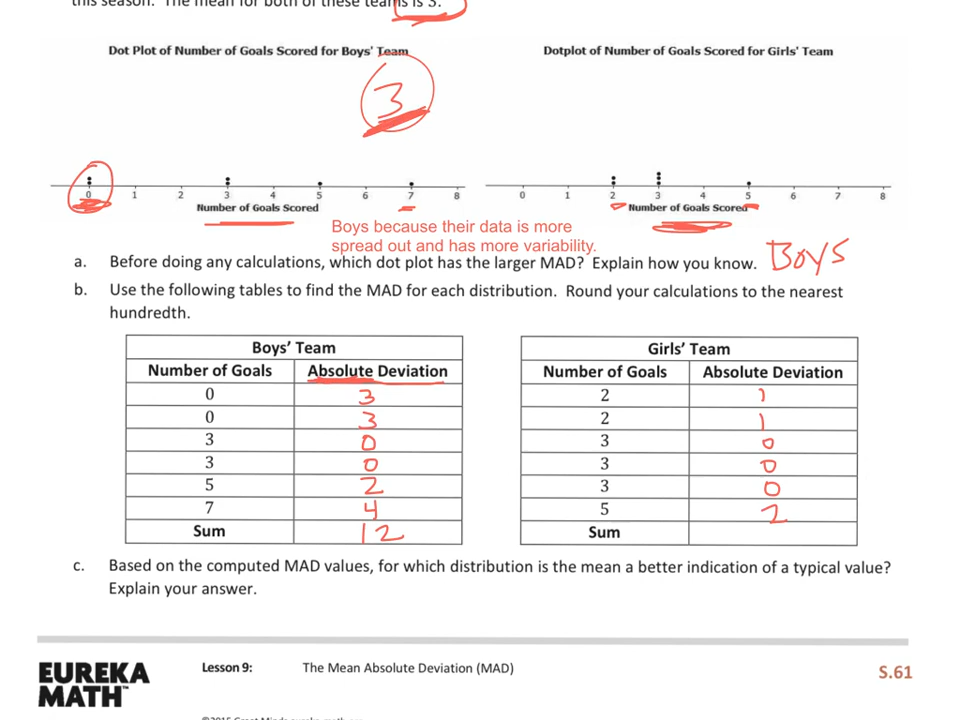 this season. The mean for both of these teams is 3.
Dot Plot of Number of Goals Scored for Boys' Team
Dotplot of Number of Goals Scored for Girls' Team
3
0 1 2 3 4 5 6 7 8
0 1 2 3 4 5 6 7 8
Number of Goals Scored
Number of Goals Scored
Boys because their data is more
spread out and has more variability.
a. Before doing any calculations, which dot plot has the larger MAD? Explain how you know. BOYS
b. Use the following tables to find the MAD for each distribution. Round your calculations to the nearest
hundredth.
Boys' Team
Number of Goals Absolute Deviation
0 3
0 3
3 0
3 0
5 2
7 4
Sum 12
Girls' Team
Number of Goals Absolute Deviation
2 1
2 1
3 0
3 0
3 0
5 2
Sum
c. Based on the computed MAD values, for which distribution is the mean a better indication of a typical value?
Explain your answer.
EUREKA
MATH™
Lesson 9: The Mean Absolute Deviation (MAD)
S.61